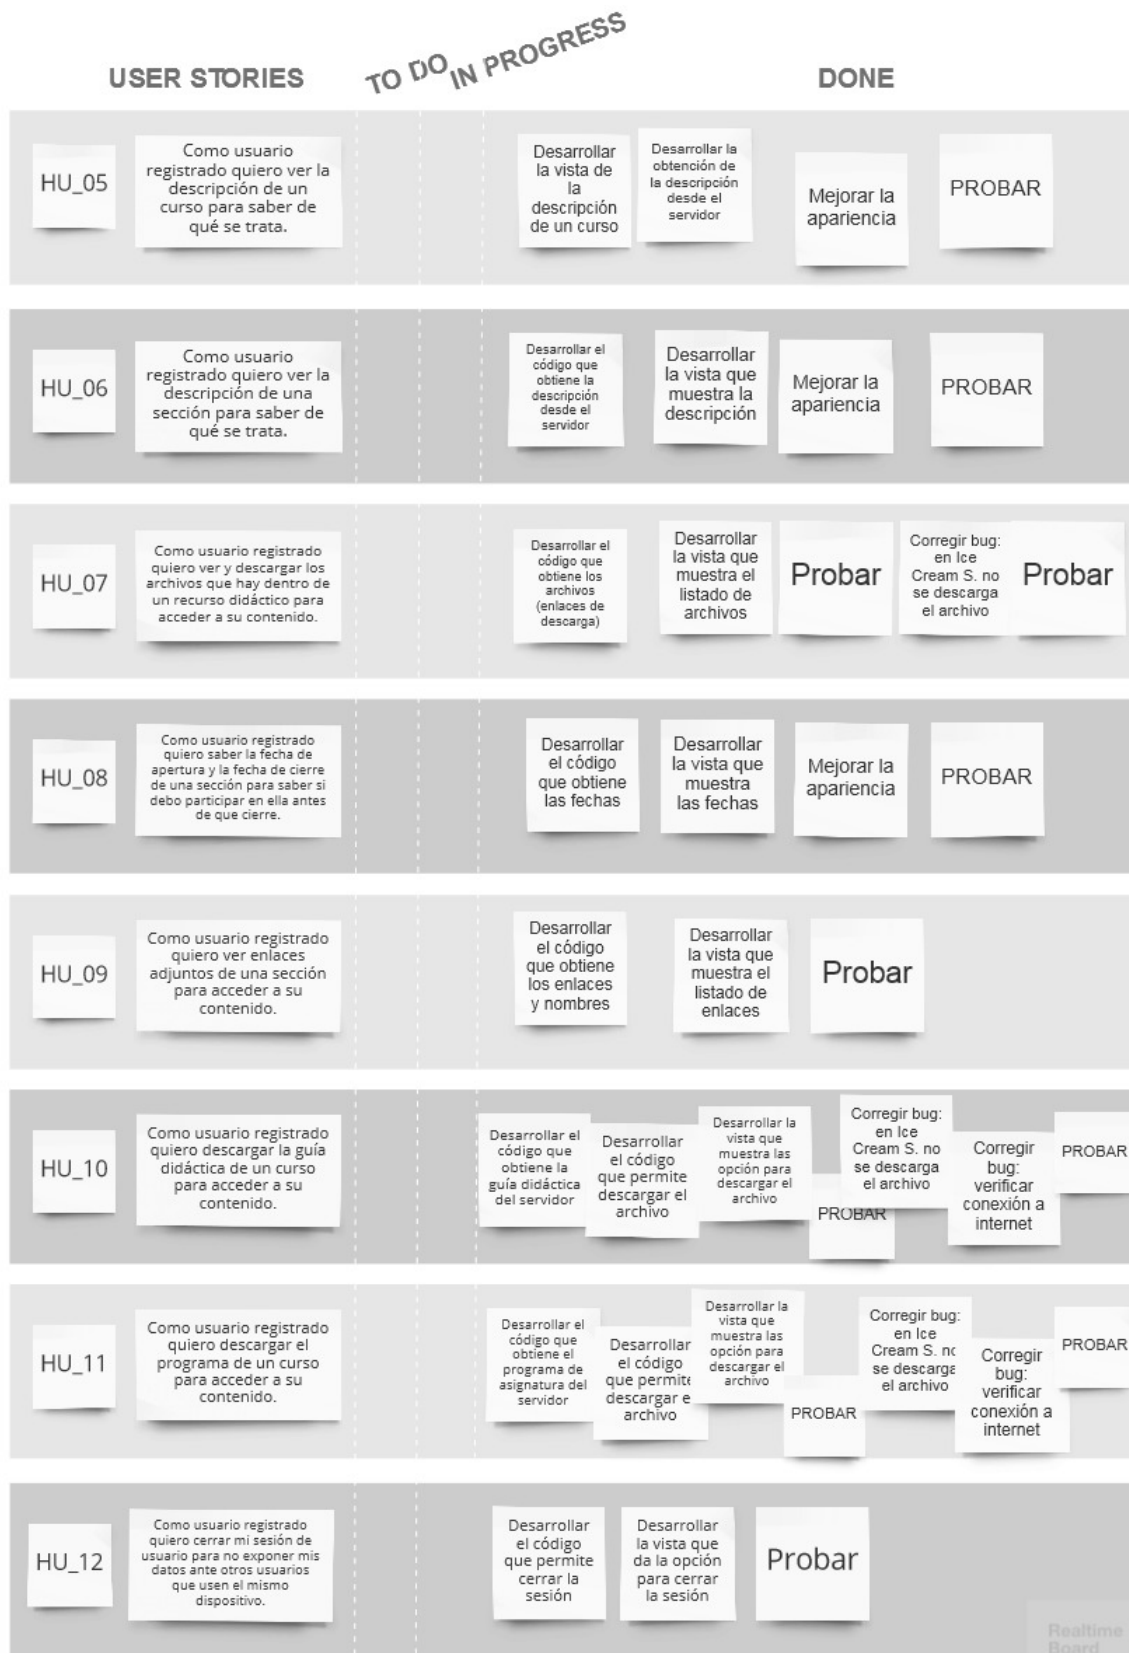 USER STORIES
TO DO
IN PROGRESS
DONE
HU_05
Como usuario
registrado quiero ver la
descripción de un
curso para saber de
qué se trata.
Desarrollar
la vista de
la
descripción
de un curso
Desarrollar la
obtención de
la descripción
desde el
servidor
Mejorar la
apariencia
PROBAR
HU_06
Como usuario
registrado quiero ver la
descripción de una
sección para saber de
qué se trata.
Desarrollar el
código que
obtiene la
descripción
desde el
servidor
Desarrollar
la vista que
muestra la
descripción
Mejorar la
apariencia
PROBAR
HU_07
Como usuario registrado
quiero ver y descargar los
archivos que hay dentro de
un recurso didáctico para
acceder a su contenido.
Desarrollar el
código que
obtiene los
archivos
(enlaces de
descarga)
Desarrollar
la vista que
muestra el
listado de
archivos
Probar
Corregir bug:
en Ice
Cream S. no
se descarga
el archivo
Probar
HU_08
Como usuario registrado
quiero saber la fecha de
apertura y la fecha de cierre
de una sección para saber si
debo participar en ella antes
de que cierre.
Desarrollar
el código
que obtiene
las fechas
Desarrollar
la vista que
muestra
las fechas
Mejorar la
apariencia
PROBAR
HU_09
Como usuario registrado
quiero ver enlaces
adjuntos de una sección
para acceder a su
contenido.
Desarrollar
el código
que obtiene
los enlaces
y nombres
Desarrollar
la vista que
muestra el
listado de
enlaces
Probar
HU_10
Como usuario registrado
quiero descargar la guía
didáctica de un curso
para acceder a su
contenido.
Desarrollar el
código que
obtiene la
guía didáctica
del servidor
Desarrollar
el código
que permite
descargar el
archivo
Desarrollar la
vista que
muestra las
opción para
descargar el
archivo
PROBAR
Corregir bug:
en Ice
Cream S. no
se descarga
el archivo
Corregir
bug:
verificar
conexión a
internet
PROBAR
HU_11
Como usuario registrado
quiero descargar el
programa de un curso
para acceder a su
contenido.
Desarrollar el
código que
obtiene el
programa de
asignatura del
servidor
Desarrollar
el código
que permite
descargar e
archivo
Desarrollar la
vista que
muestra las
opción para
descargar el
archivo
PROBAR
Corregir bug:
en Ice
Cream S. nc
se descarga
el archivo
Corregir
bug:
verificar
conexión a
internet
PROBAR
HU_12
Como usuario registrado
quiero cerrar mi sesión de
usuario para no exponer mis
datos ante otros usuarios
que usen el mismo
dispositivo.
Desarrollar
el código
que permite
cerrar la
sesión
Desarrollar
la vista que
da la opción
para cerrar
la sesión
Probar
Realtime
Board